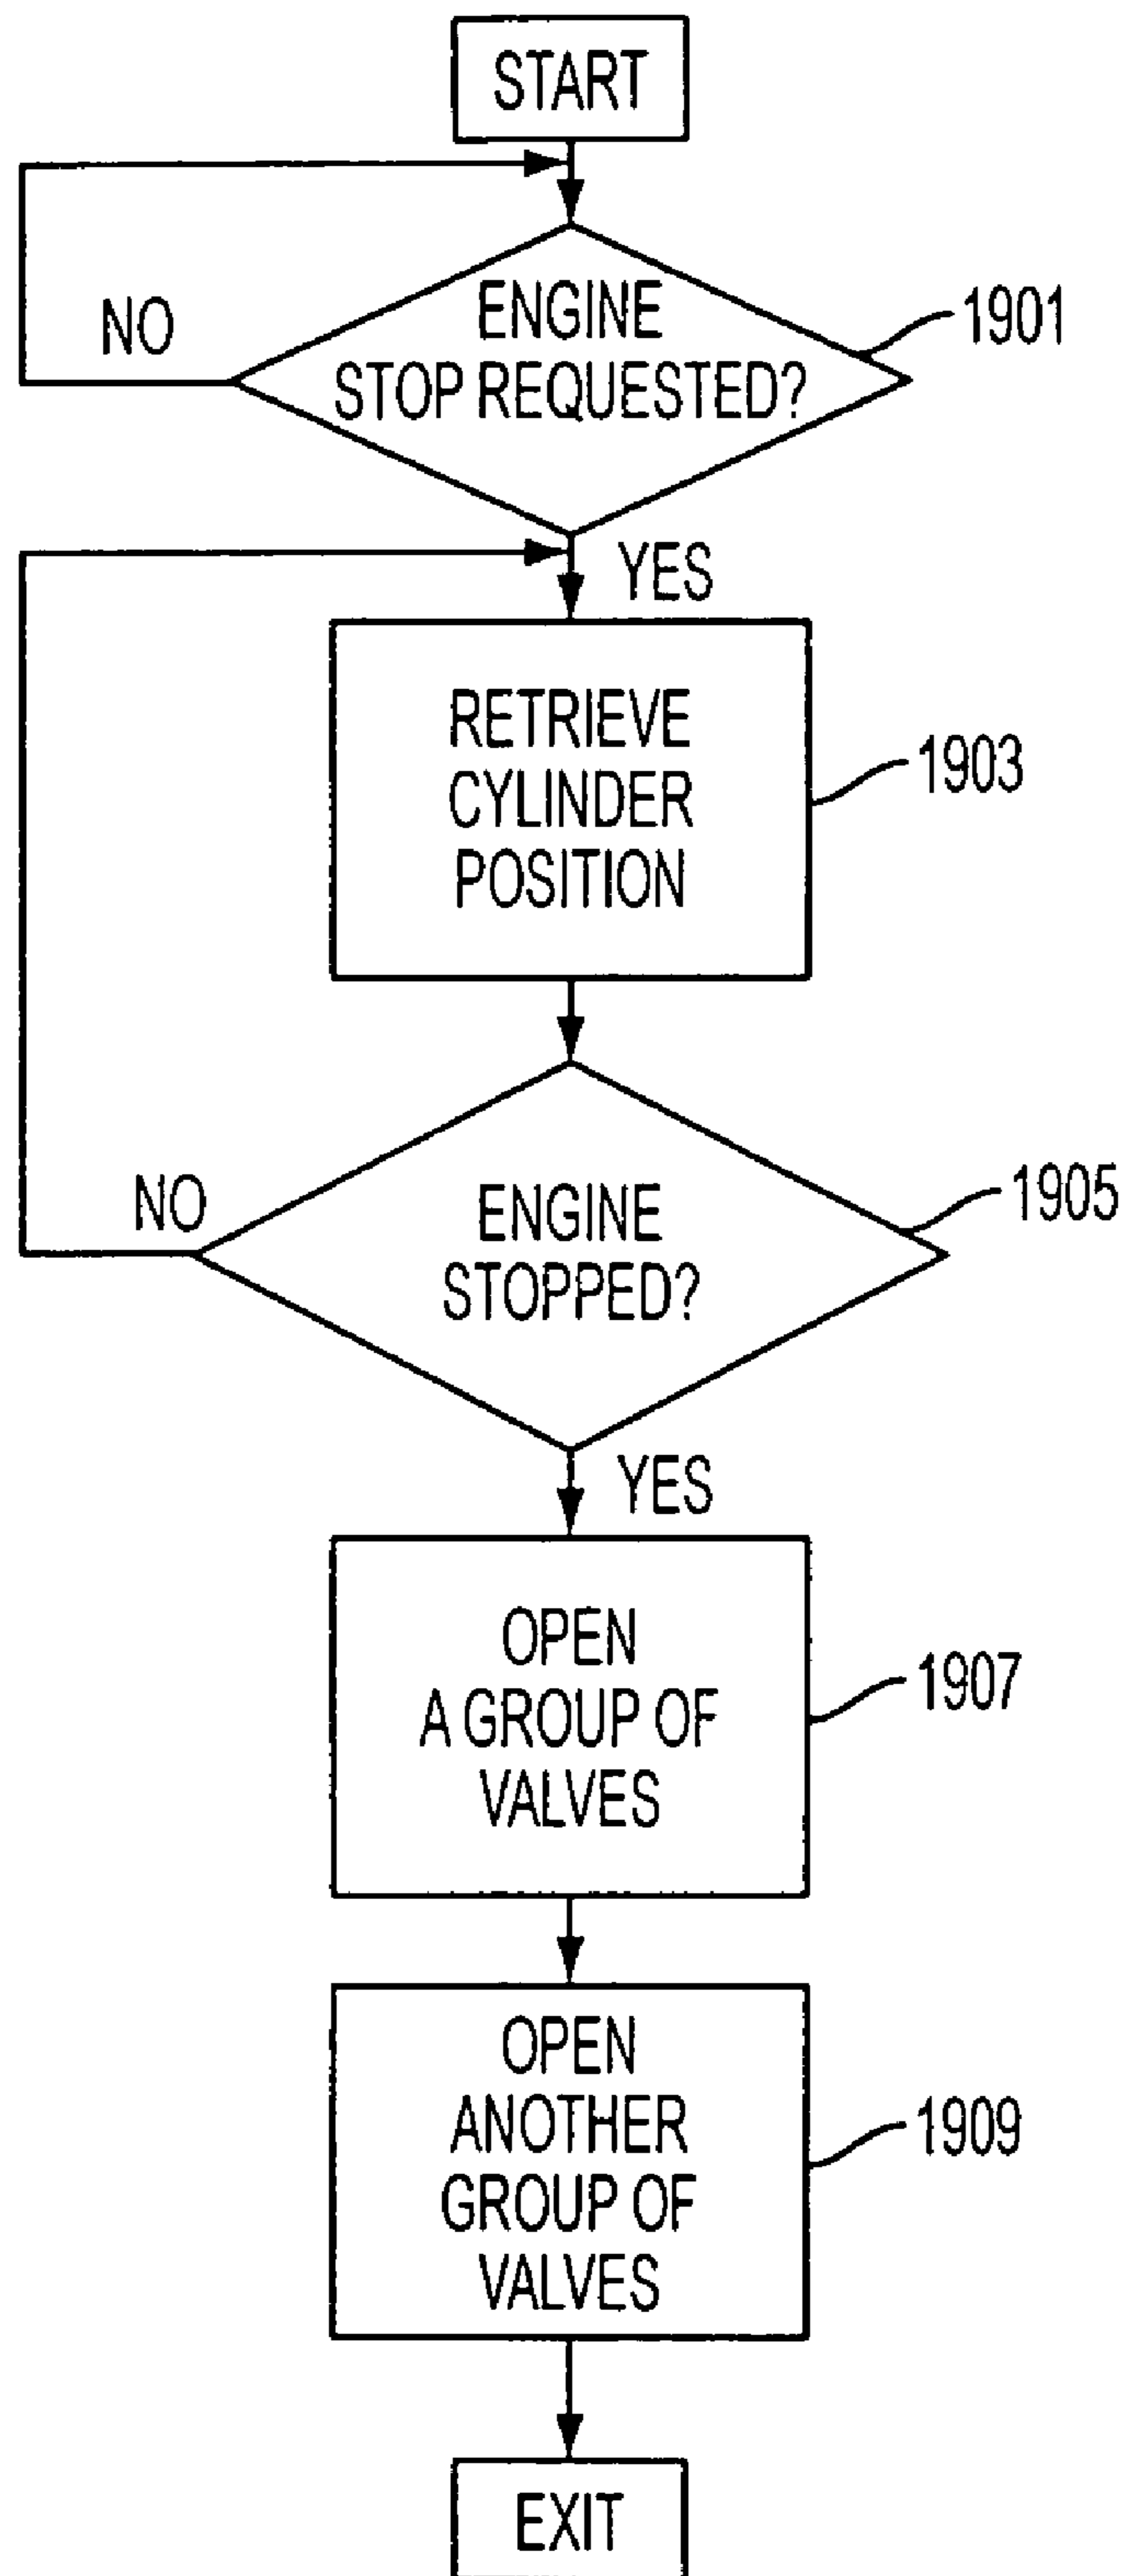 START
NO
ENGINE
STOP REQUESTED?
1901
YES
RETRIEVE
CYLINDER
POSITION
1903
NO
ENGINE
STOPPED?
1905
YES
OPEN
A GROUP OF
VALVES
1907
OPEN
ANOTHER
GROUP OF
VALVES
1909
EXIT